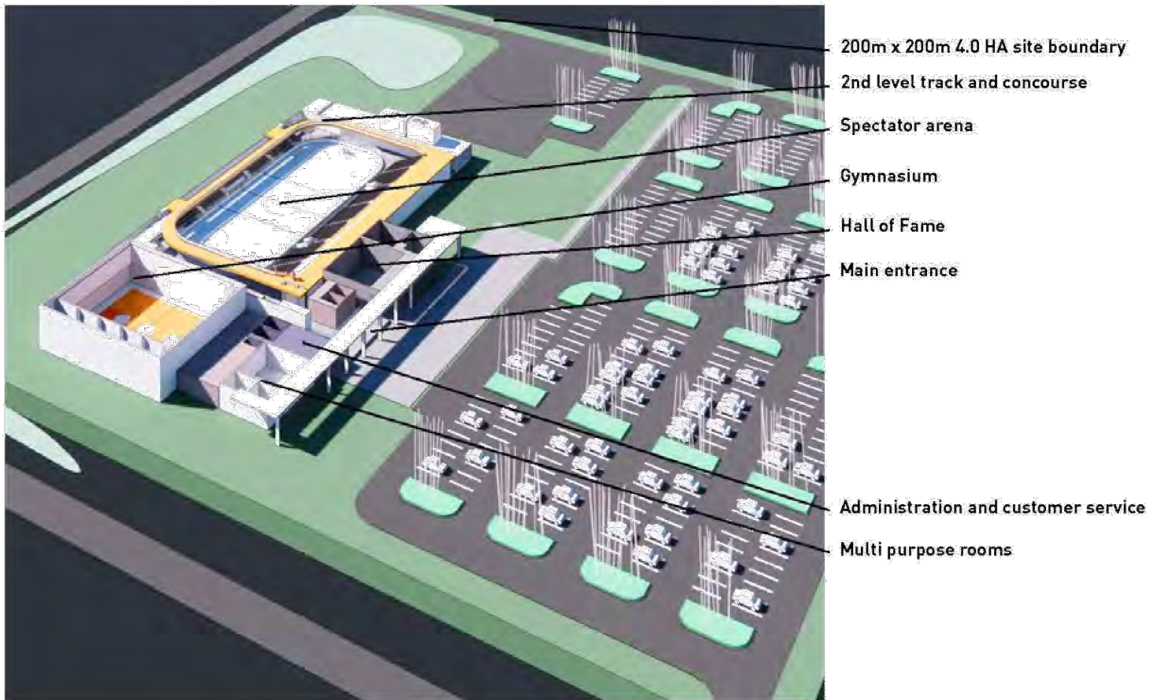 200m x 200m 4.0 HA site boundary
2nd level track and concourse
Spectator arena
Gymnasium
Hall of Fame
Main entrance
Administration and customer service
Multi purpose rooms